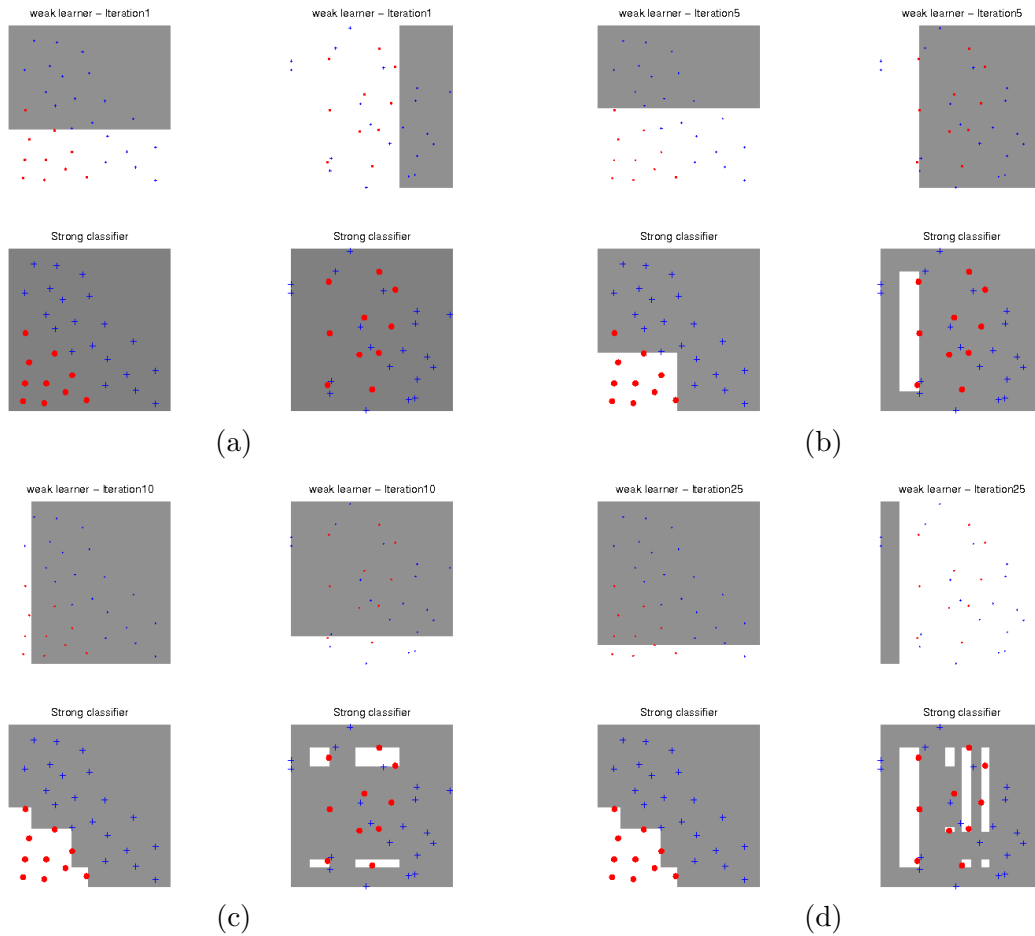 weak learner – Iteration1
weak learner – Iteration1
weak learner – Iteration5
weak learner – Iteration5
Strong classifier
Strong classifier
Strong classifier
Strong classifier
(a)
(b)
weak learner – Iteration10
weak learner – Iteration10
weak learner – Iteration25
weak learner – Iteration25
Strong classifier
Strong classifier
Strong classifier
Strong classifier
(c)
(d)